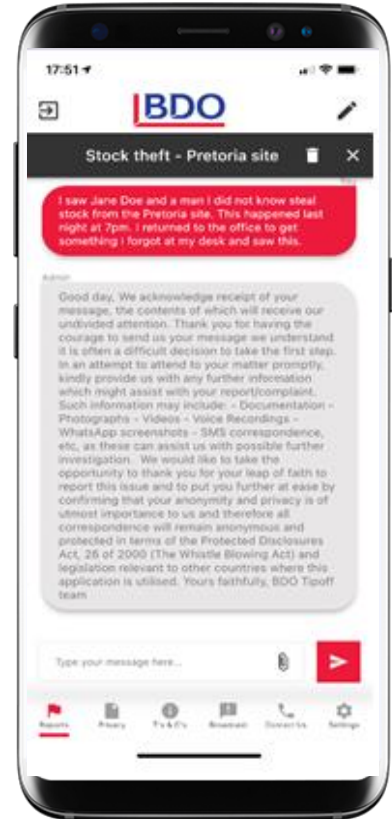 17:51
BDO
Stock theft - Pretoria site
You
I saw Jane Doe and a man I did not know steal
stock from the Pretoria site. This happened last
night at 7pm. I returned to the office to get
something I forgot at my desk and saw this.
Admin
Good day, We acknowledge receipt of your
message, the contents of which will receive our
undivided attention. Thank you for having the
courage to send us your message we understand
it is often a difficult decision to take the first step.
In an attempt to attend to your matter promptly,
kindly provide us with any further information
which might assist with your report/complaint.
Such information may include: - Documentation -
Photographs - Videos - Voice Recordings -
WhatsApp screenshots - SMS correspondence,
etc, as these can assist us with possible further
investigation. We would like to take the
opportunity to thank you for your leap of faith to
report this issue and to put you further at ease by
confirming that your anonymity and privacy is of
utmost importance to us and therefore all
correspondence will remain anonymous and
protected in terms of the Protected Disclosures
Act, 26 of 2000 (The Whistle Blowing Act) and
legislation relevant to other countries where this
application is utilised. Yours faithfully, BDO Tipoff
team
Type your message here...
Reports Privacy T's & C's Broadcast Contact Us Settings